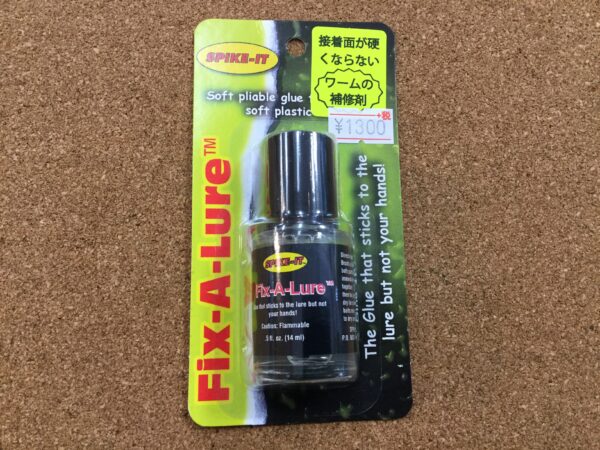 SPIKE-IT
接着面が硬
くならない
ワームの
補修剤
Soft pliable glue
soft plastic
+税
¥1300
Fix-A-Lure™
The Glue that sticks to the
lure but not your hands!
SPIKE-IT
Fix-A-Lure™
that sticks to the lure but not
your hands!
Caution: Flammable
.5 fl. oz. (14 ml)